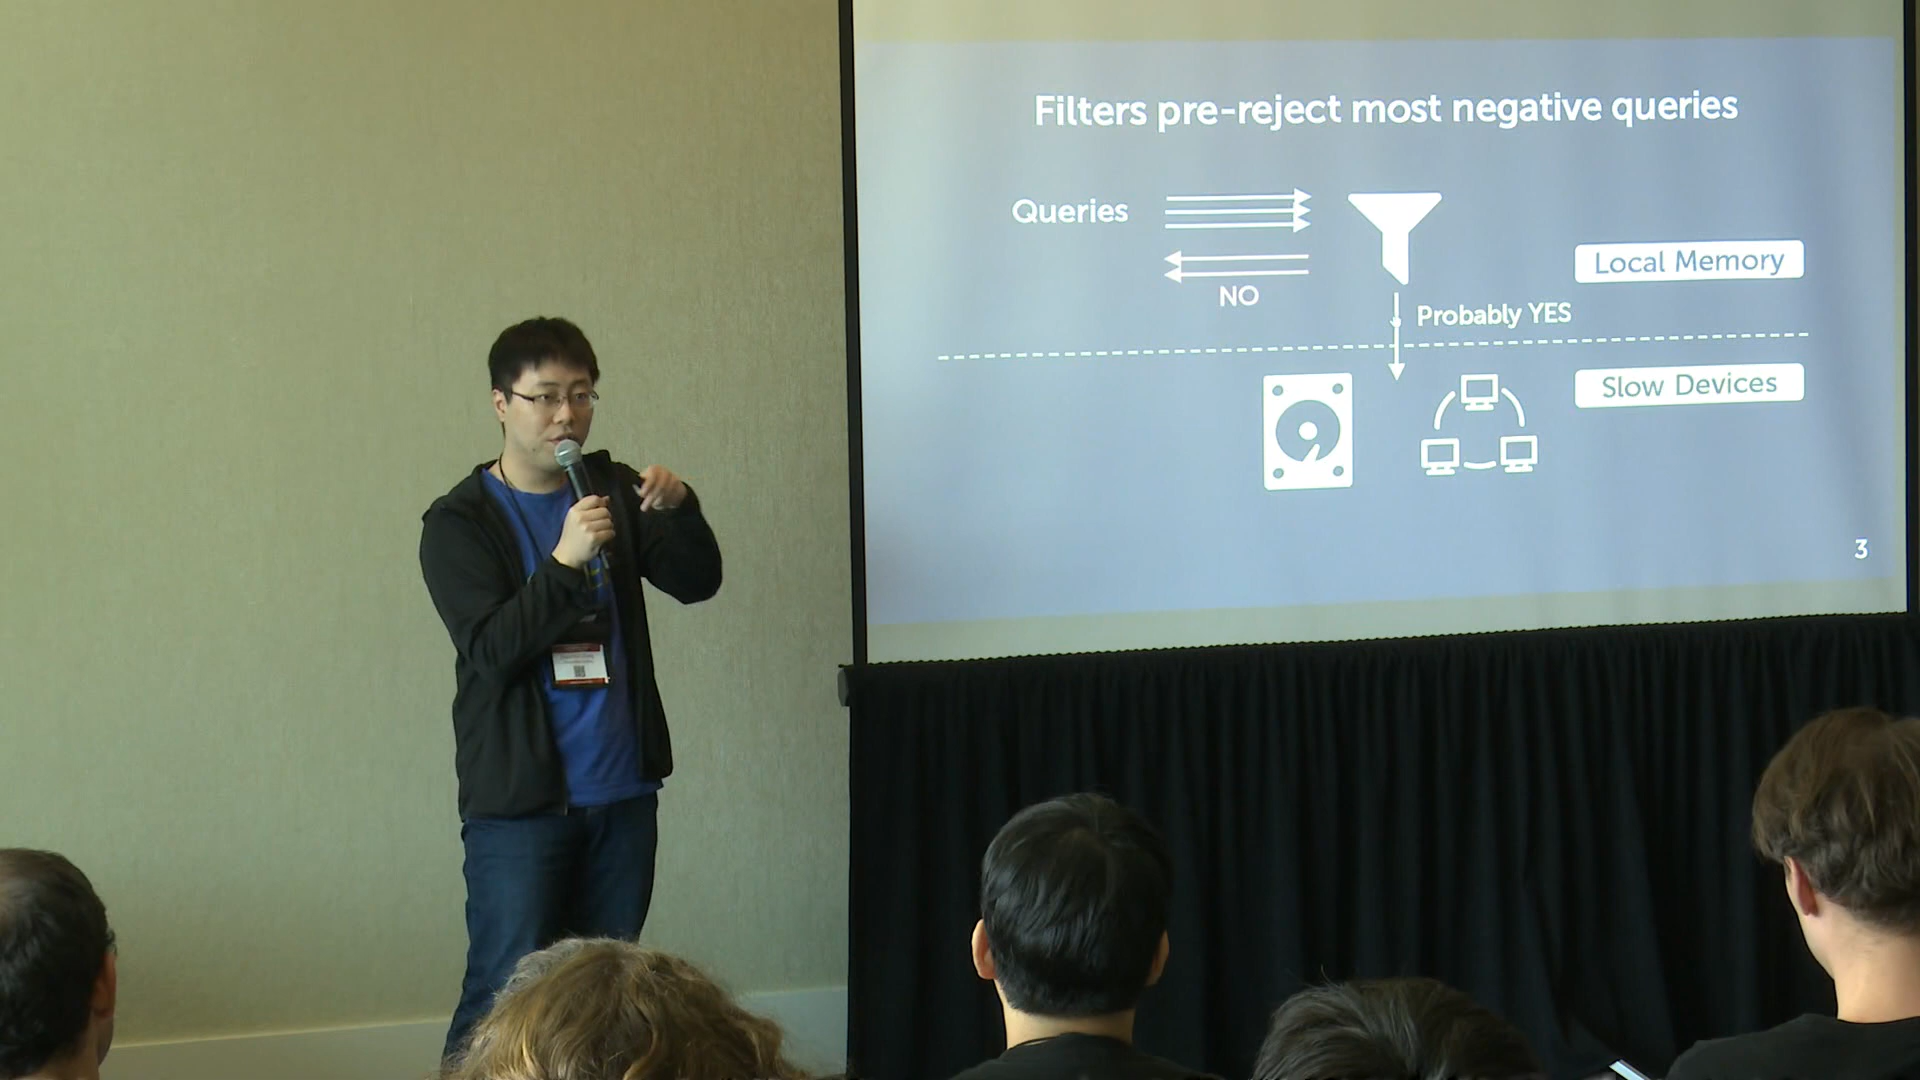 Filters pre-reject most negative queries
Queries
NO
Local Memory
Probably YES
Slow Devices
3